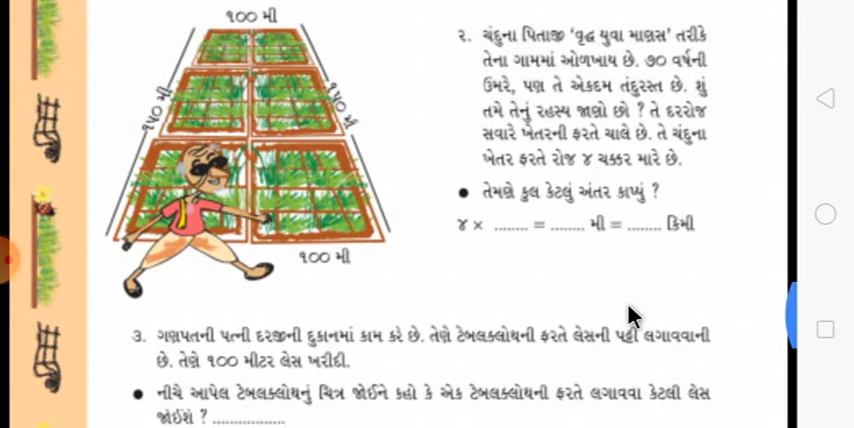 ૧૦૦ મી
૧૫૦ મી
૧૫૦ મી
૧૦૦ મી
૨. ચંદુના પિતાજી ‘વૃદ્ધ યુવા માણસ’ તરીકે
તેના ગામમાં ઓળખાય છે. ૭૦ વર્ષની
ઉંમરે, પણ તે એકદમ તંદુરસ્ત છે. શું
તમે તેનું રહસ્ય જાણો છો ? તે દરરોજ
સવારે ખેતરની ફરતે ચાલે છે. તે ચંદુના
ખેતર ફરતે રોજ ૪ ચક્કર મારે છે.
● તેમણે કુલ કેટલું અંતર કાપ્યું ?
૪ × ........ = ........ મી = ........ કિમી
૩. ગણપતની પત્ની દરજીની દુકાનમાં કામ કરે છે. તેણે ટેબલક્લોથની ફરતે લેસની પટ્ટી લગાવવાની
છે. તેણે ૧૦૦ મીટર લેસ ખરીદી.
● નીચે આપેલ ટેબલક્લોથનું ચિત્ર જોઈને કહો કે એક ટેબલક્લોથની ફરતે લગાવવા કેટલી લેસ
જોઈશે ? .................